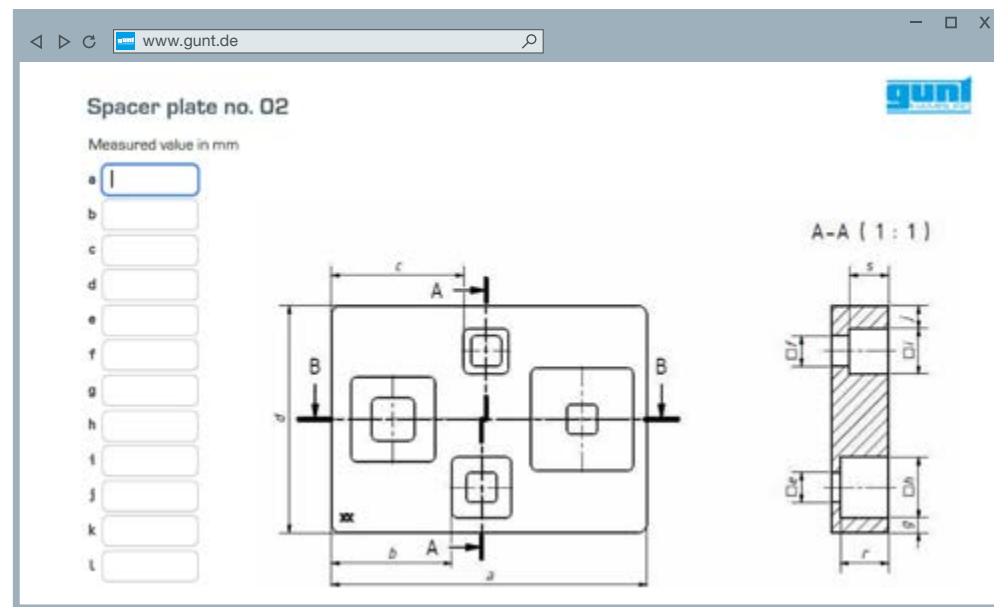 www.gunt.de
gunt
Spacer plate no. 02
Measured value in mm
a
b
c
d
e
f
g
h
i
j
k
l
A-A ( 1 : 1 )
c
A
B
B
d
xx
b
A
a
s
j
□f
□i
□e
□h
g
r